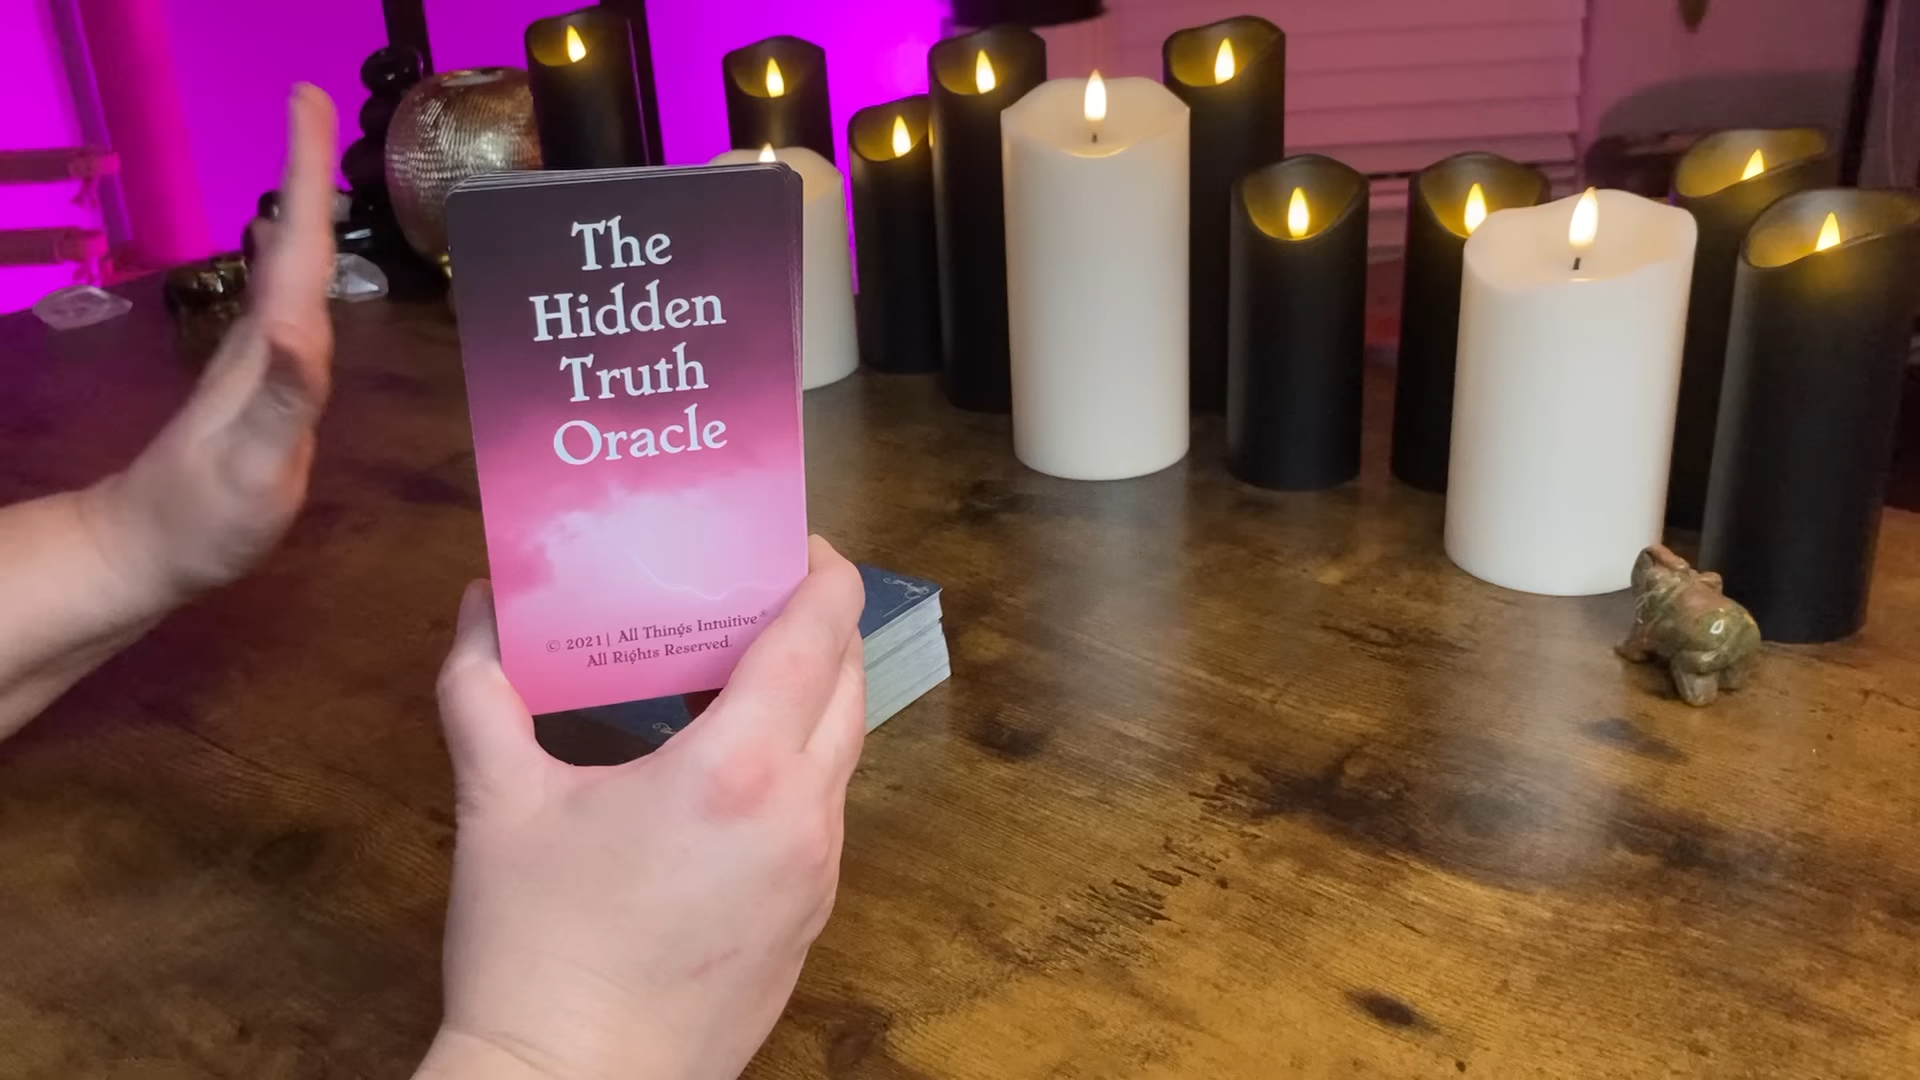 The
Hidden
Truth
Oracle
© 2021| All Things Intuitive®
All Rights Reserved.